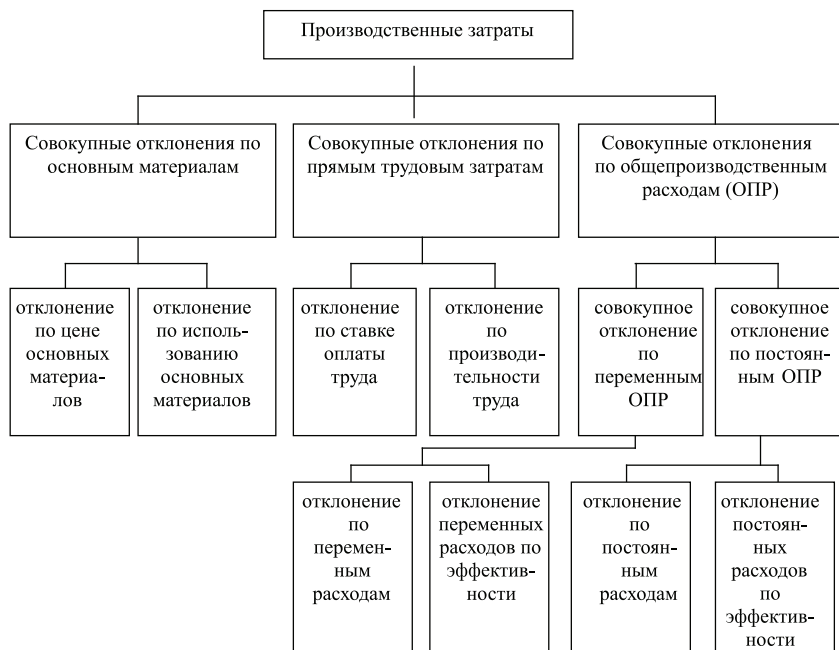 Производственные затраты
Совокупные отклонения по
основным материалам
Совокупные отклонения по
прямым трудовым затратам
Совокупные отклонения
по общепроизводственным
расходам (ОПР)
отклонение
по цене
основных
материа-
лов
отклонение
по исполь-
зованию
основных
материалов
отклонение
по ставке
оплаты
труда
отклонение
по
производи-
тельности
труда
совокупное
отклонение
по
переменным
ОПР
совокупное
отклонение
по постоян-
ным ОПР
отклонение
по
перемен-
ным
расходам
отклонение
переменных
расходов по
эффектив-
ности
отклонение
по
постоян-
ным
расходам
отклонение
постоян-
ных
расходов
по
эффектив-
ности